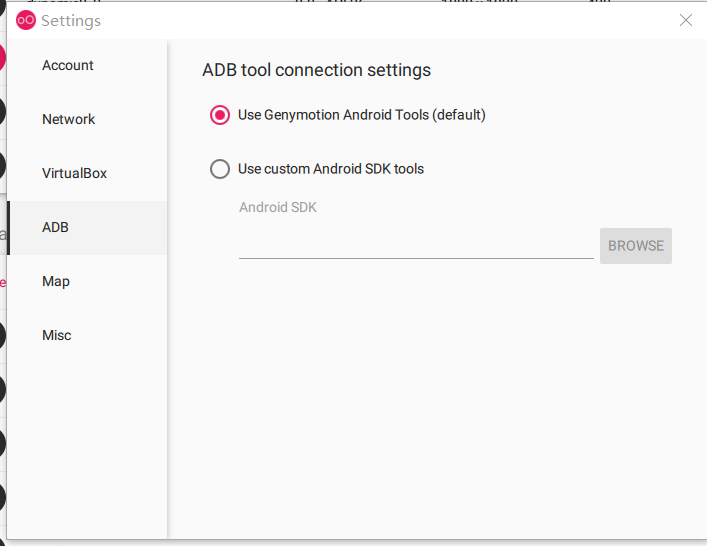 Settings
Account
Network
VirtualBox
ADB
Map
Misc
ADB tool connection settings
Use Genymotion Android Tools (default)
Use custom Android SDK tools
Android SDK
BROWSE